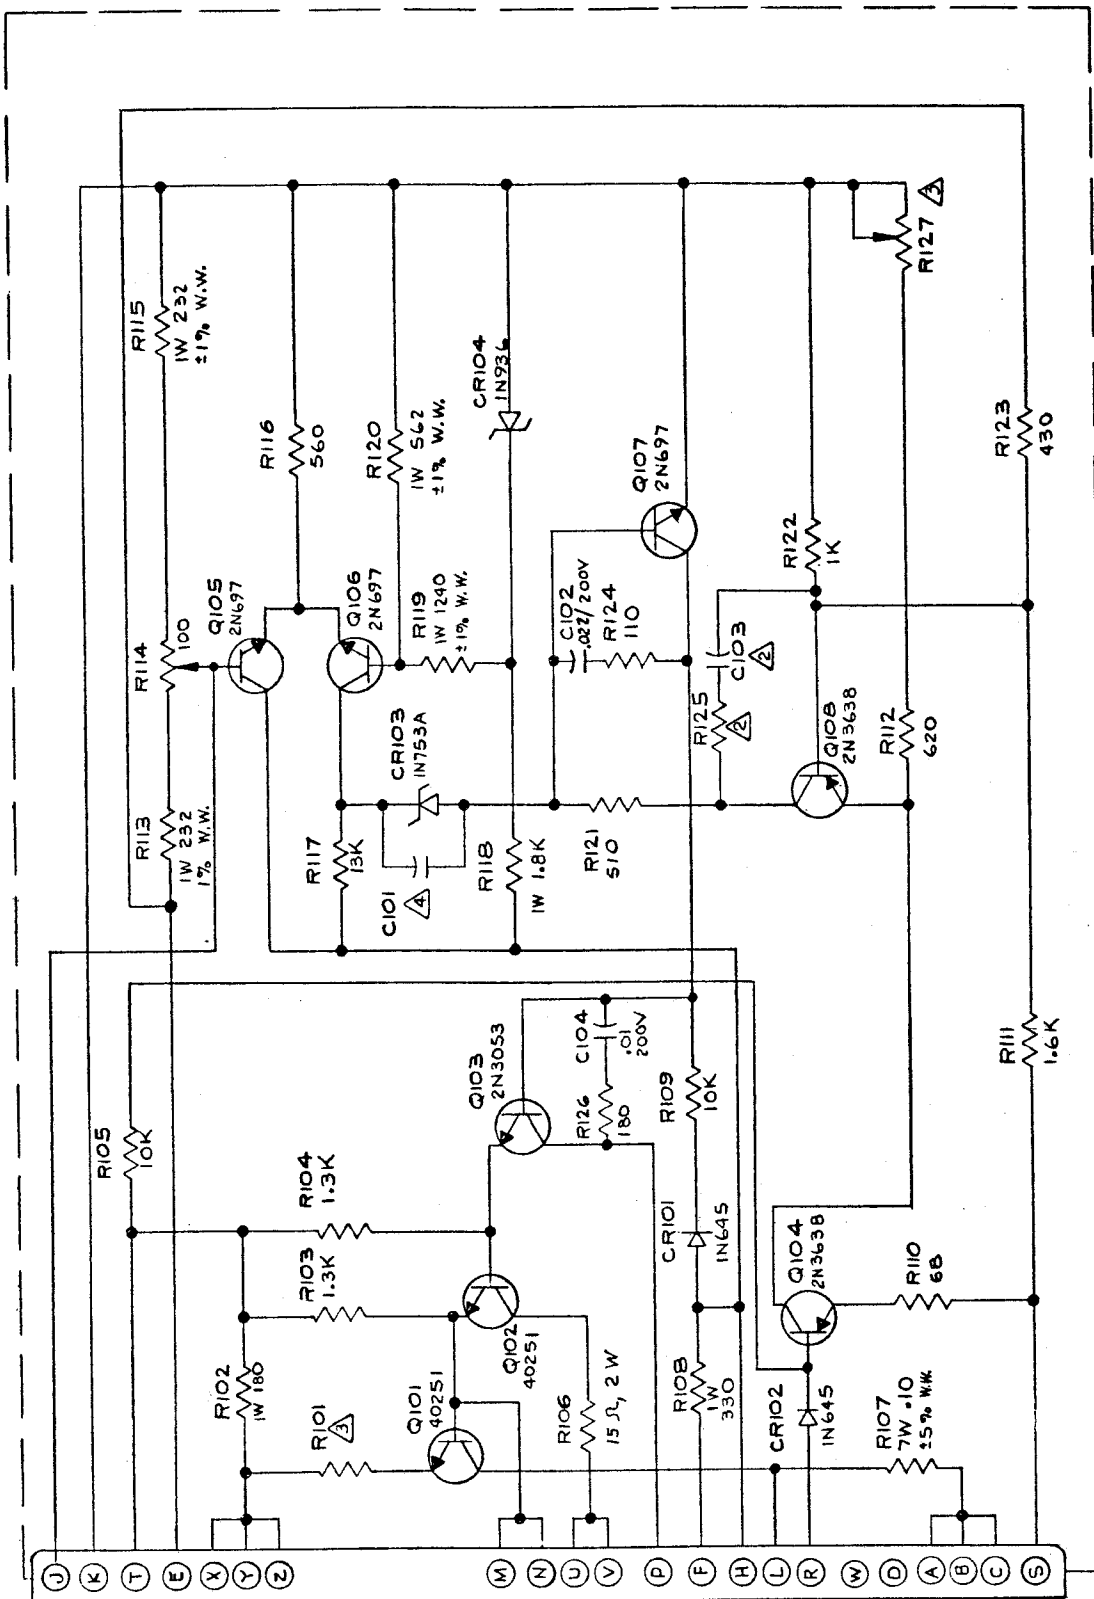 R115
1W 232
±1% W.W.
R114
100
R113
1W 232
1% W.W.
R116
560
Q105
2N697
R120
1W 562
±1% W.W.
Q106
2N697
R119
1W 1240
±1% W.W.
CR104
1N936
R117
13K
CR103
1N753A
C101
4
R118
1W 1.8K
Q107
2N697
C102
.022/200V
R124
110
R121
510
R125
2
C103
2
R122
1K
Q108
2N3638
R127
3
R112
620
R123
430
R111
1.6K
R105
10K
R104
1.3K
R103
1.3K
R102
1W 180
R101
3
Q101
40251
Q102
40251
Q103
2N3053
C104
.01
200V
R126
180
R106
15 Ω, 2W
R109
10K
CR101
1N645
R108
1W
330
Q104
2N3638
R110
68
CR102
1N645
R107
7W .10
±5% W.W.
J
K
T
E
X
Y
Z
M
N
U
V
P
F
H
L
R
W
D
A
B
C
S